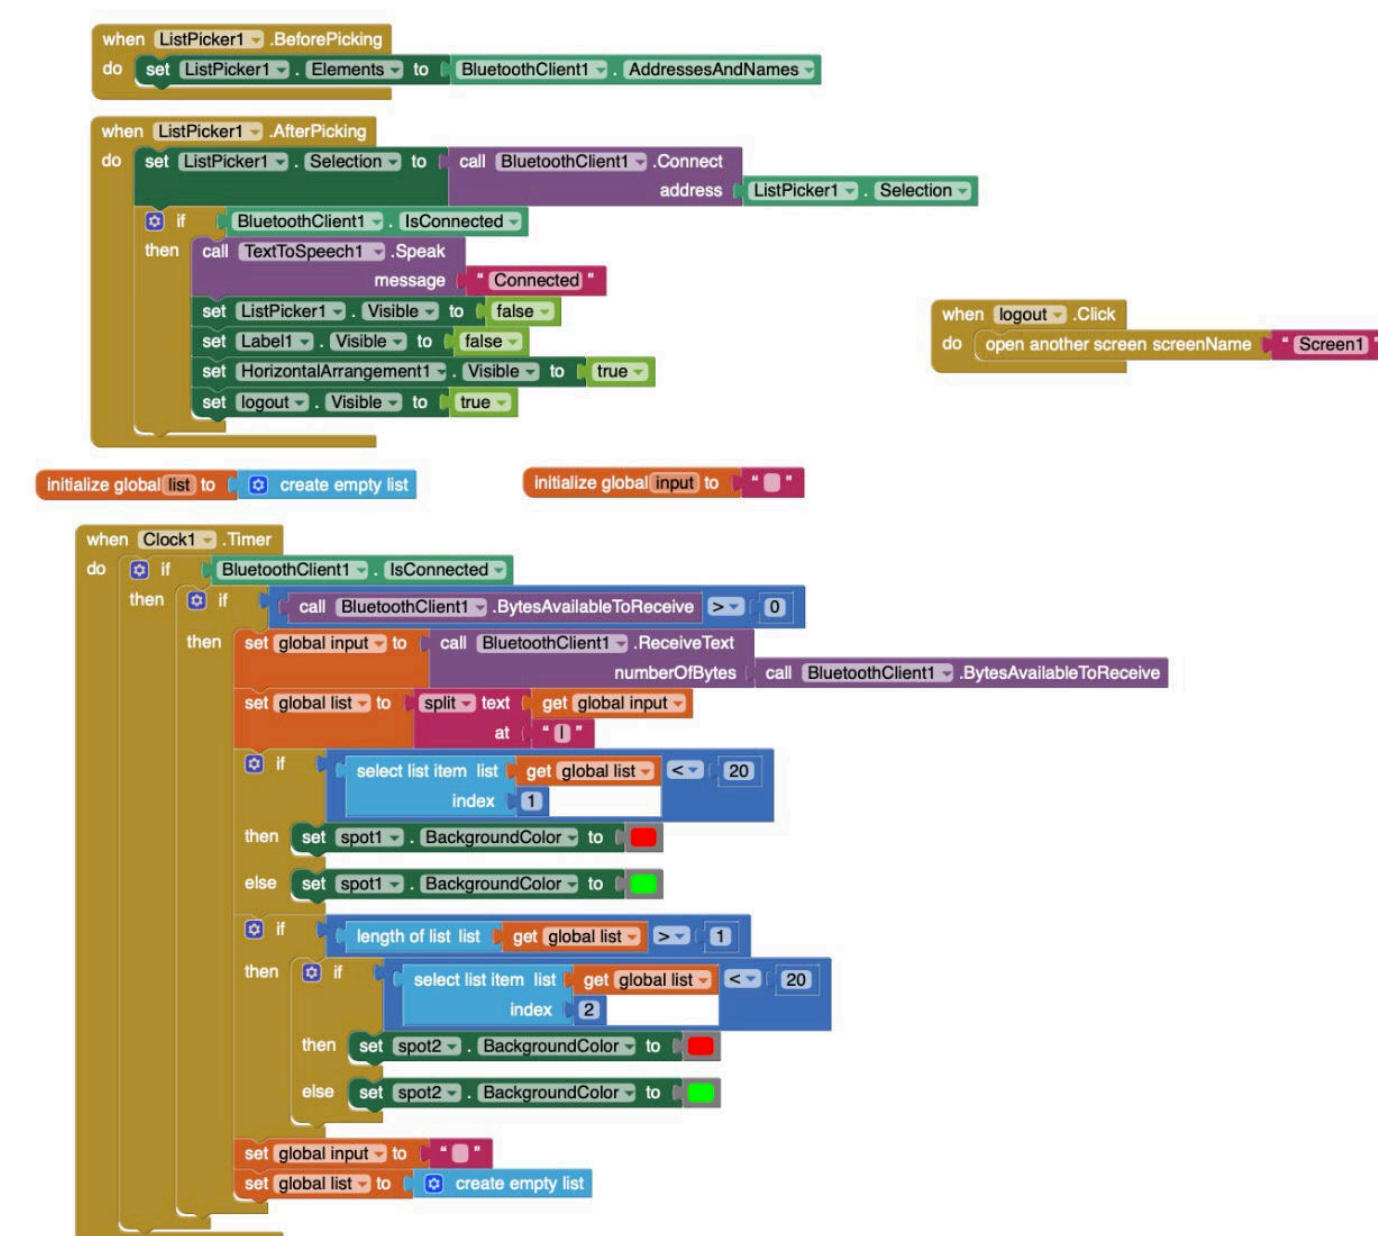 when ListPicker1 .BeforePicking
do set ListPicker1 . Elements to BluetoothClient1 . AddressesAndNames
when ListPicker1 .AfterPicking
do set ListPicker1 . Selection to call BluetoothClient1 .Connect
address ListPicker1 . Selection
if BluetoothClient1 . IsConnected
then call TextToSpeech1 .Speak
message " Connected "
set ListPicker1 . Visible to false
set Label1 . Visible to false
set HorizontalArrangement1 . Visible to true
set logout . Visible to true
when logout .Click
do open another screen screenName " Screen1 "
initialize global list to create empty list
initialize global input to " "
when Clock1 .Timer
do if BluetoothClient1 . IsConnected
then if call BluetoothClient1 .BytesAvailableToReceive > 0
then set global input to call BluetoothClient1 .ReceiveText
numberOfBytes call BluetoothClient1 .BytesAvailableToReceive
set global list to split text get global input
at " | "
if select list item list get global list < 20
index 1
then set spot1 . BackgroundColor to
else set spot1 . BackgroundColor to
if length of list list get global list > 1
then if select list item list get global list < 20
index 2
then set spot2 . BackgroundColor to
else set spot2 . BackgroundColor to
set global input to " "
set global list to create empty list